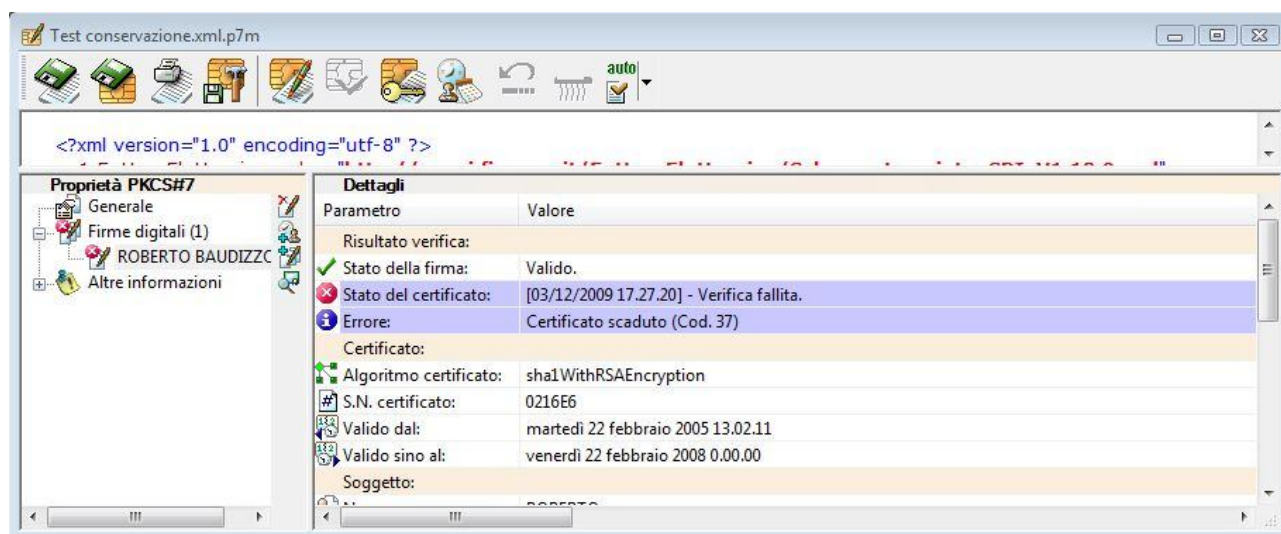 Test conservazione.xml.p7m
auto
<?xml version="1.0" encoding="utf-8" ?>
Proprietà PKCS#7
Generale
Firme digitali (1)
ROBERTO BAUDIZZO
Altre informazioni
Dettagli
Parametro Valore
Risultato verifica:
Stato della firma: Valido.
Stato del certificato: [03/12/2009 17.27.20] - Verifica fallita.
Errore: Certificato scaduto (Cod. 37)
Certificato:
Algoritmo certificato: sha1WithRSAEncryption
S.N. certificato: 0216E6
Valido dal: martedì 22 febbraio 2005 13.02.11
Valido sino al: venerdì 22 febbraio 2008 0.00.00
Soggetto: